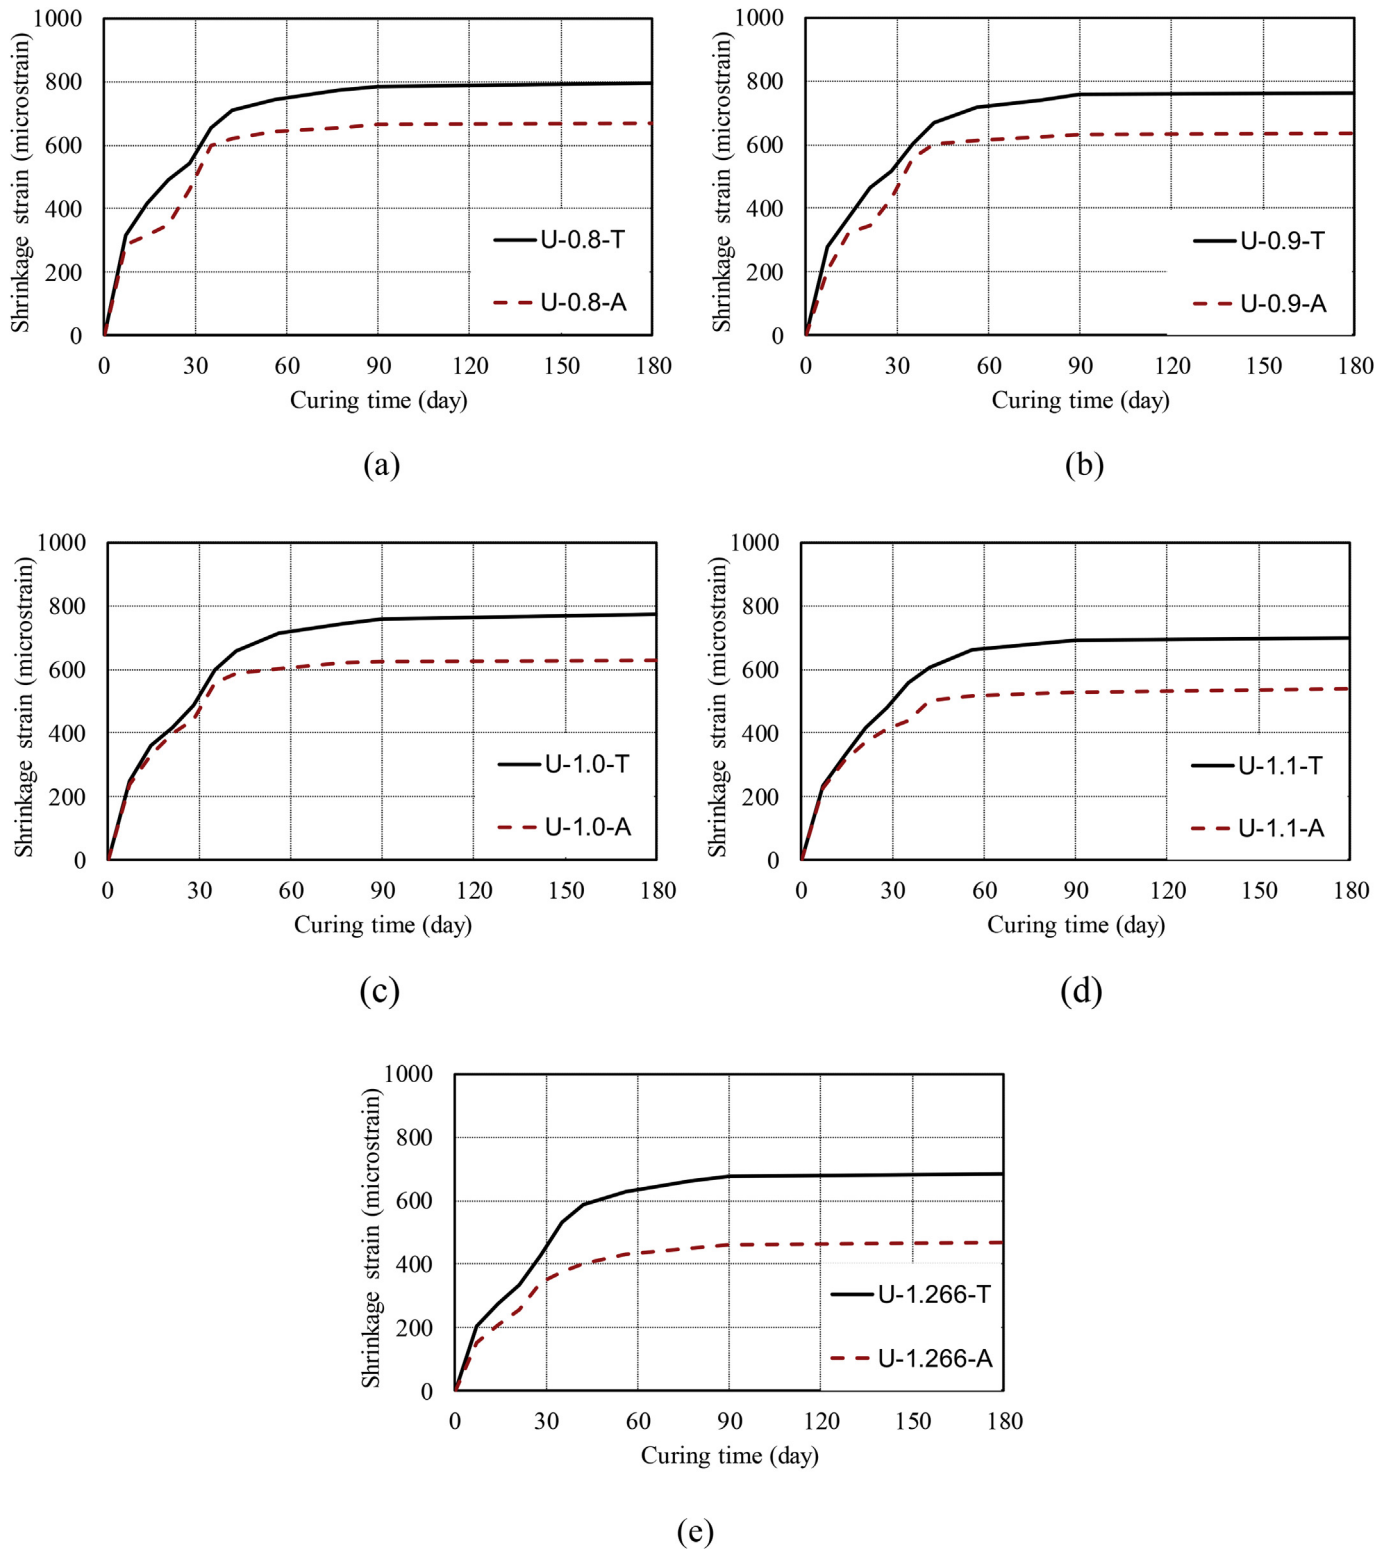 1000
800
600
400
200
0
Shrinkage strain (microstrain)
U-0.8-T
U-0.8-A
0 30 60 90 120 150 180
Curing time (day)
(a)
1000
800
600
400
200
0
Shrinkage strain (microstrain)
U-0.9-T
U-0.9-A
0 30 60 90 120 150 180
Curing time (day)
(b)
1000
800
600
400
200
0
Shrinkage strain (microstrain)
U-1.0-T
U-1.0-A
0 30 60 90 120 150 180
Curing time (day)
(c)
1000
800
600
400
200
0
Shrinkage strain (microstrain)
U-1.1-T
U-1.1-A
0 30 60 90 120 150 180
Curing time (day)
(d)
1000
800
600
400
200
0
Shrinkage strain (microstrain)
U-1.266-T
U-1.266-A
0 30 60 90 120 150 180
Curing time (day)
(e)